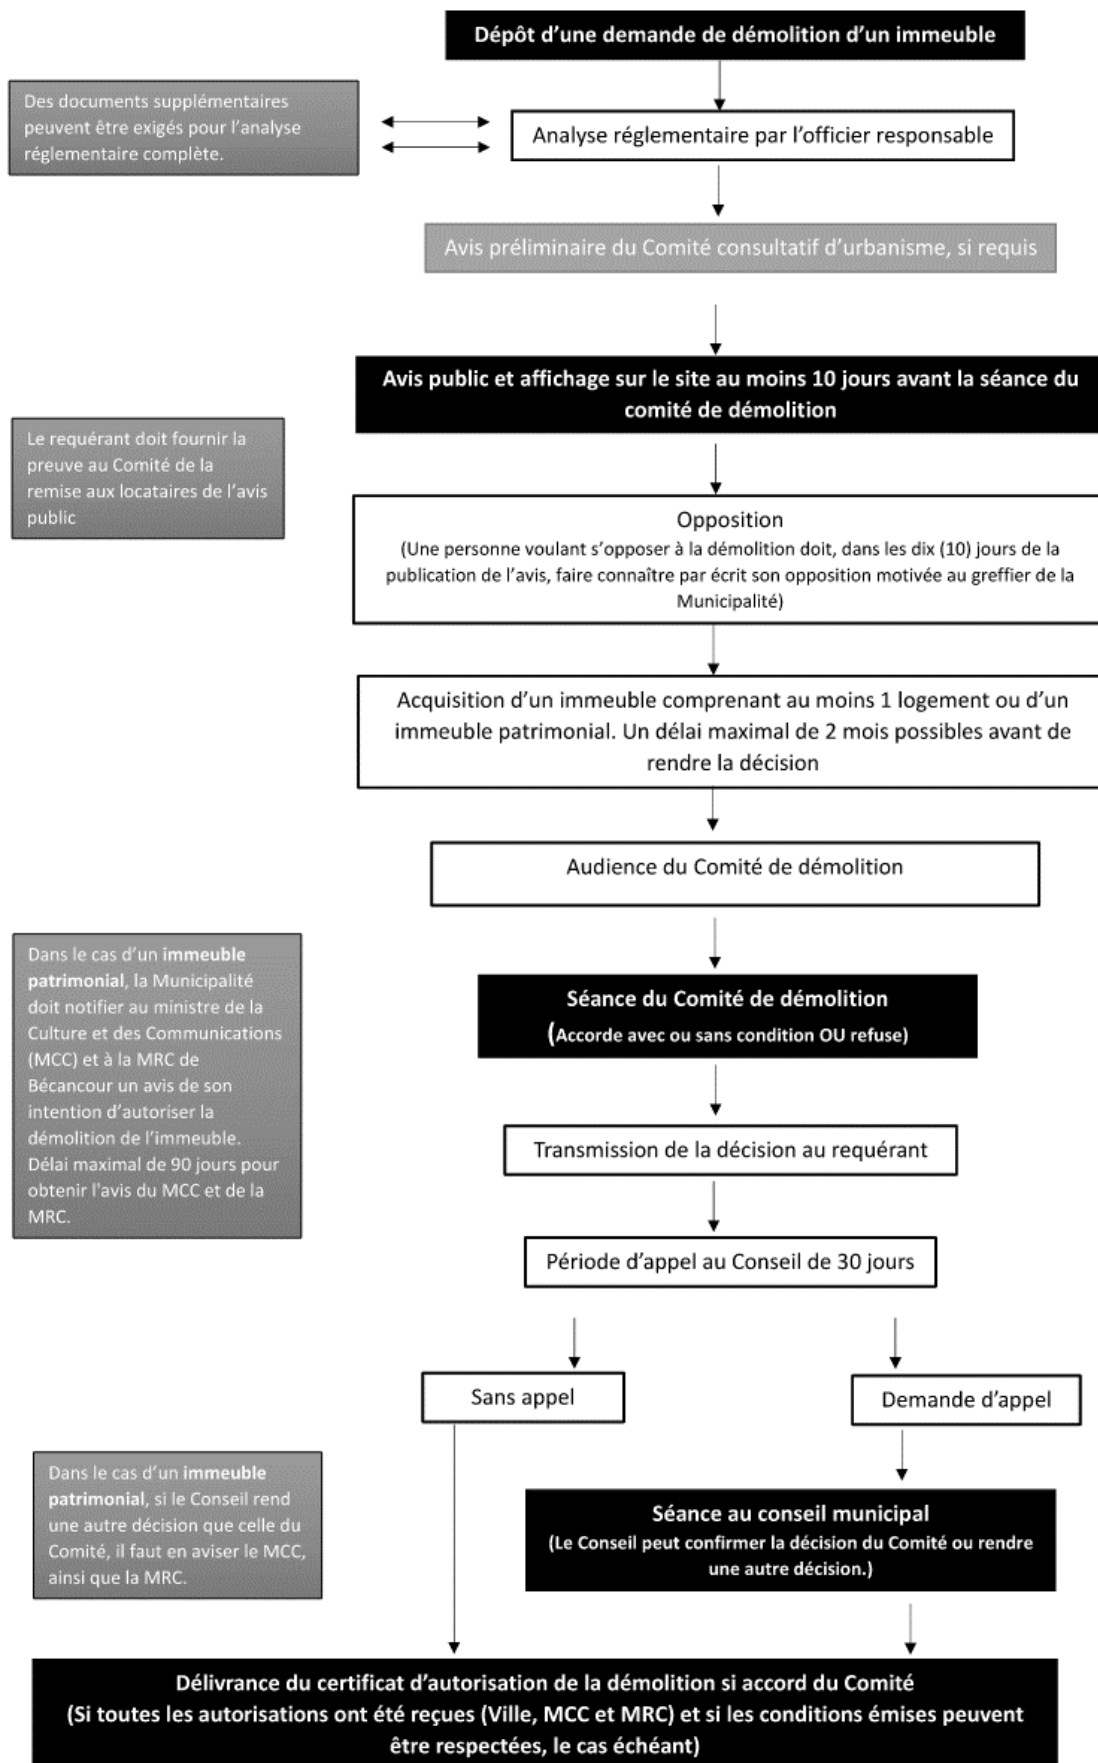 Dépôt d'une demande de démolition d'un immeuble
Des documents supplémentaires
peuvent être exigés pour l'analyse
réglementaire complète.
Analyse réglementaire par l'officier responsable
Avis préliminaire du Comité consultatif d'urbanisme, si requis
Avis public et affichage sur le site au moins 10 jours avant la séance du
comité de démolition
Le requérant doit fournir la
preuve au Comité de la
remise aux locataires de l'avis
public
Opposition
(Une personne voulant s'opposer à la démolition doit, dans les dix (10) jours de la
publication de l'avis, faire connaître par écrit son opposition motivée au greffier de la
Municipalité)
Acquisition d'un immeuble comprenant au moins 1 logement ou d'un
immeuble patrimonial. Un délai maximal de 2 mois possibles avant de
rendre la décision
Audience du Comité de démolition
Dans le cas d'un immeuble
patrimonial, la Municipalité
doit notifier au ministre de la
Culture et des Communications
(MCC) et à la MRC de
Bécancour un avis de son
intention d'autoriser la
démolition de l'immeuble.
Délai maximal de 90 jours pour
obtenir l'avis du MCC et de la
MRC.
Séance du Comité de démolition
(Accorde avec ou sans condition OU refuse)
Transmission de la décision au requérant
Période d'appel au Conseil de 30 jours
Sans appel
Demande d'appel
Dans le cas d'un immeuble
patrimonial, si le Conseil rend
une autre décision que celle du
Comité, il faut en aviser le MCC,
ainsi que la MRC.
Séance au conseil municipal
(Le Conseil peut confirmer la décision du Comité ou rendre
une autre décision.)
Délivrance du certificat d'autorisation de la démolition si accord du Comité
(Si toutes les autorisations ont été reçues (Ville, MCC et MRC) et si les conditions émises peuvent
être respectées, le cas échéant)